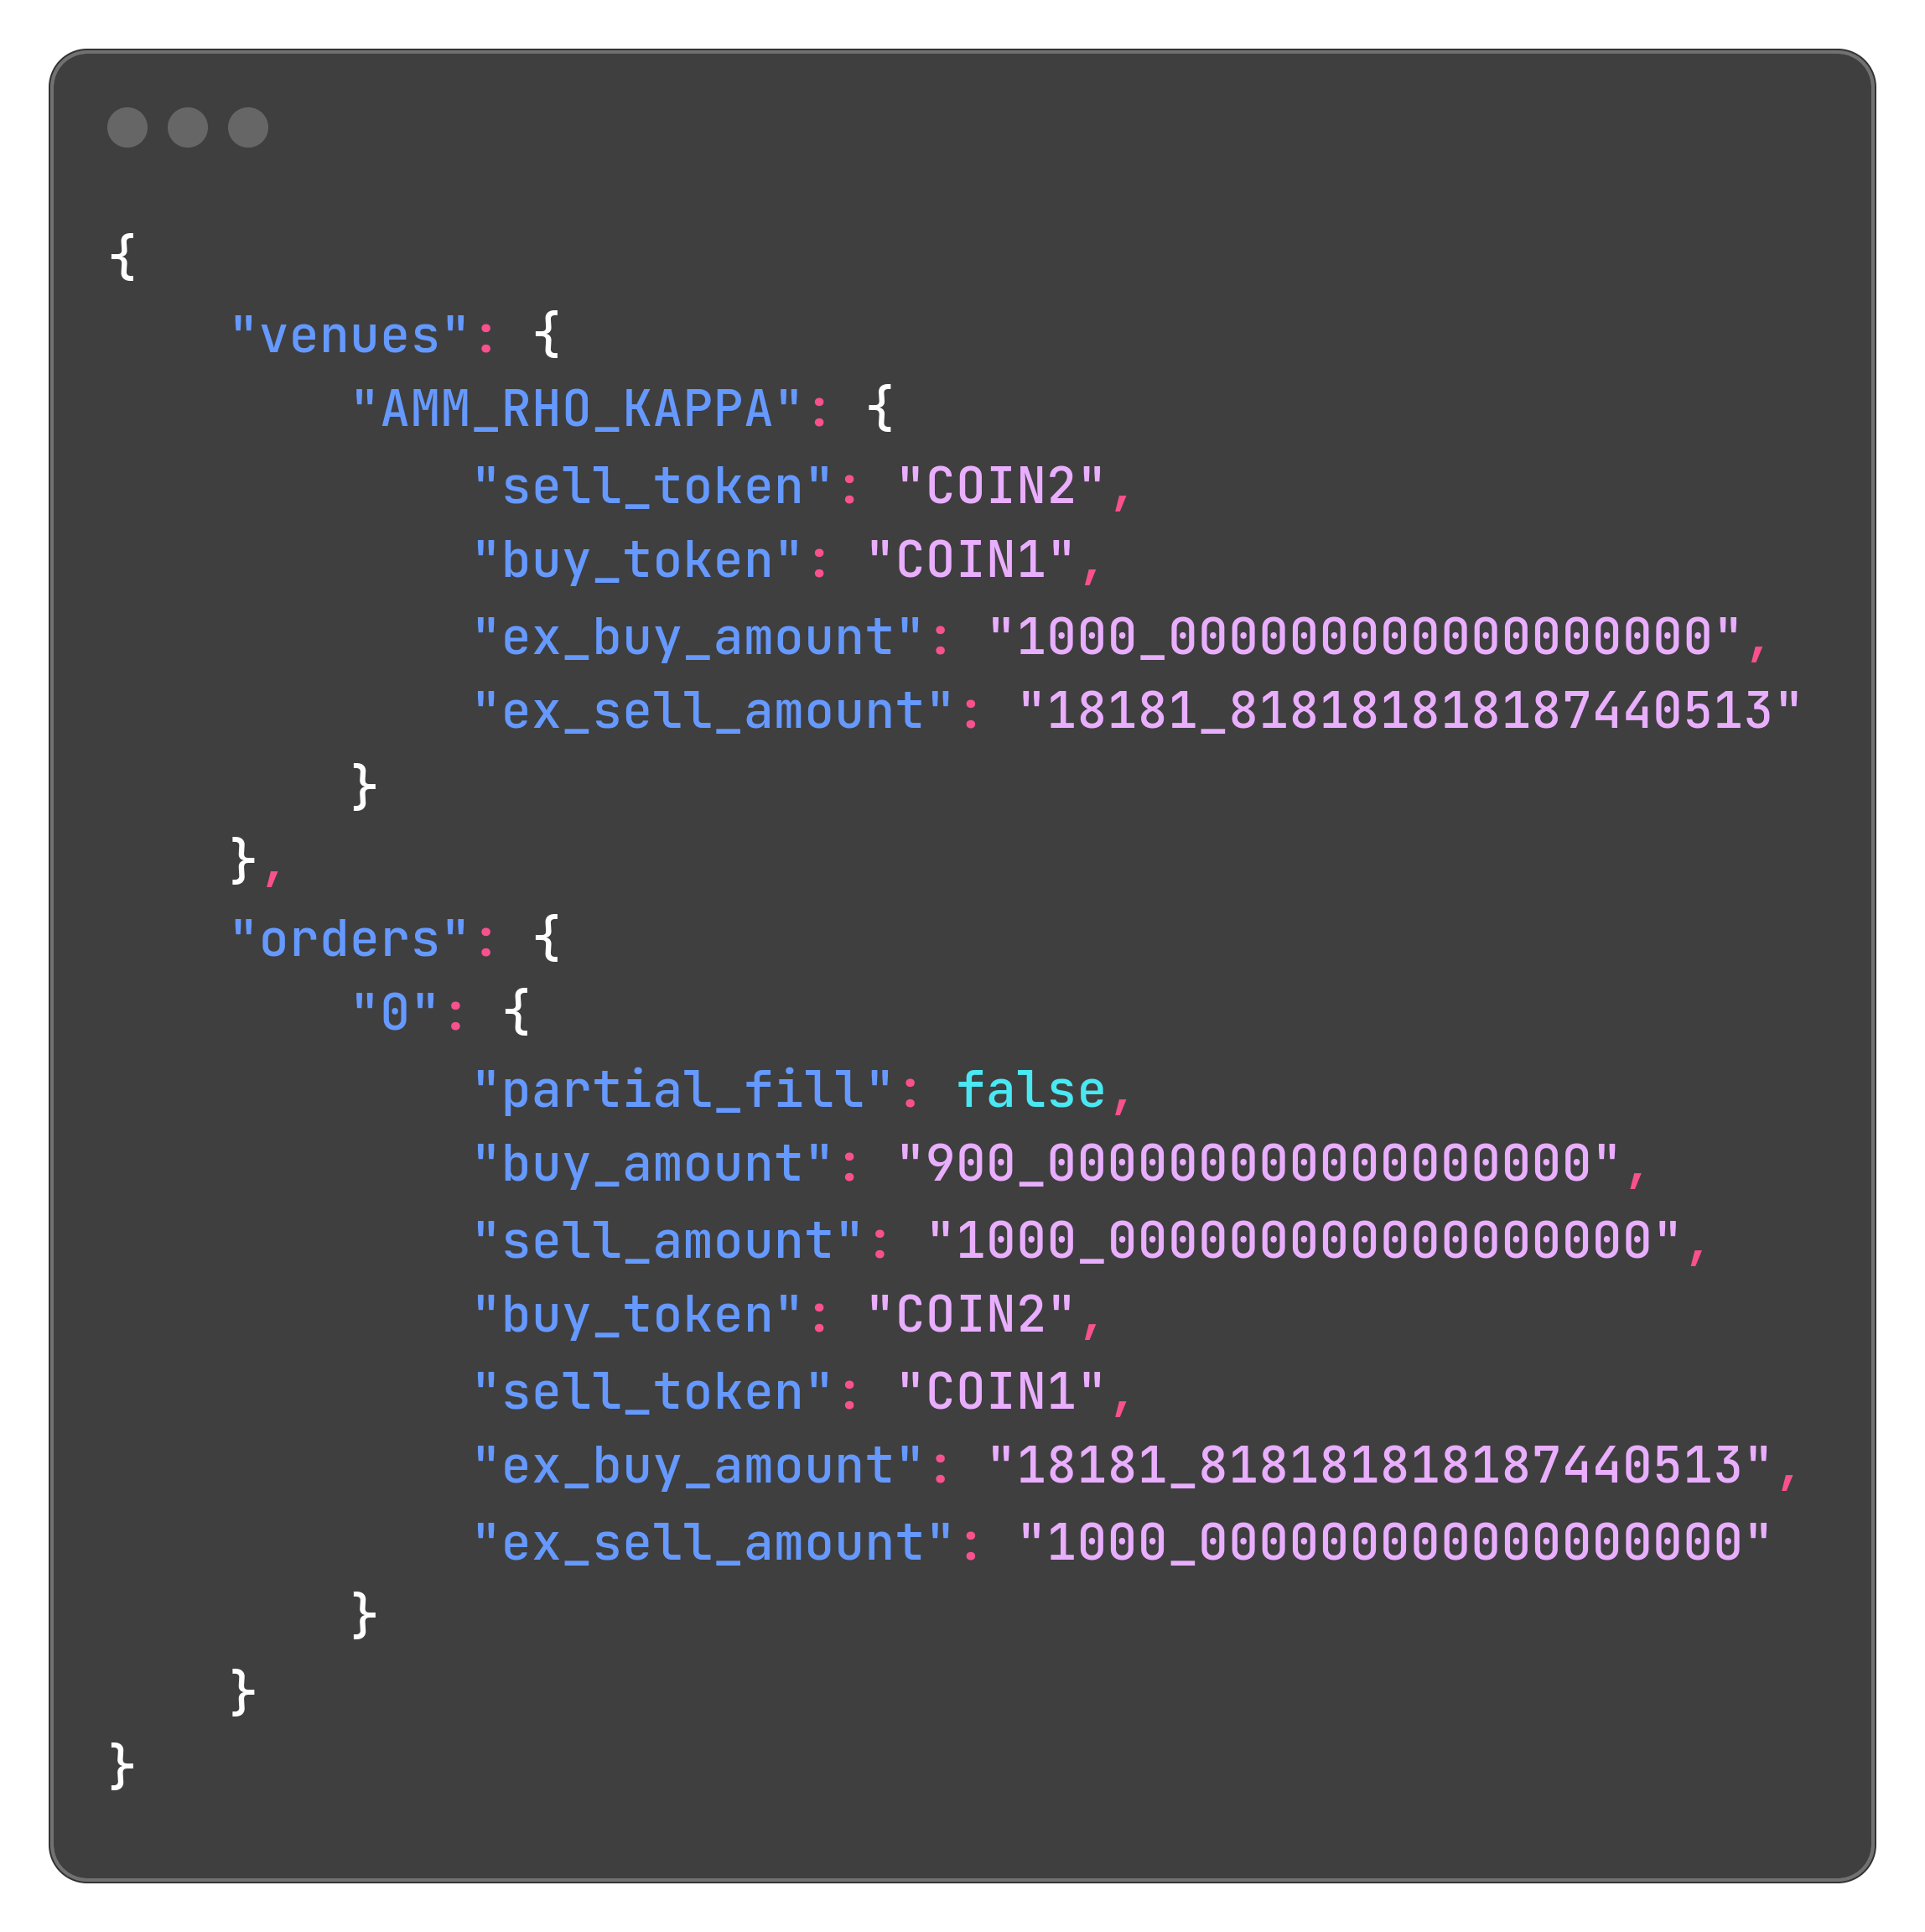 {
    "venues": {
        "AMM_RHO_KAPPA": {
            "sell_token": "COIN2",
            "buy_token": "COIN1",
            "ex_buy_amount": "1000_000000000000000000",
            "ex_sell_amount": "18181_818181818187440513"
        }
    },
    "orders": {
        "0": {
            "partial_fill": false,
            "buy_amount": "900_000000000000000000",
            "sell_amount": "1000_000000000000000000",
            "buy_token": "COIN2",
            "sell_token": "COIN1",
            "ex_buy_amount": "18181_818181818187440513",
            "ex_sell_amount": "1000_000000000000000000"
        }
    }
}